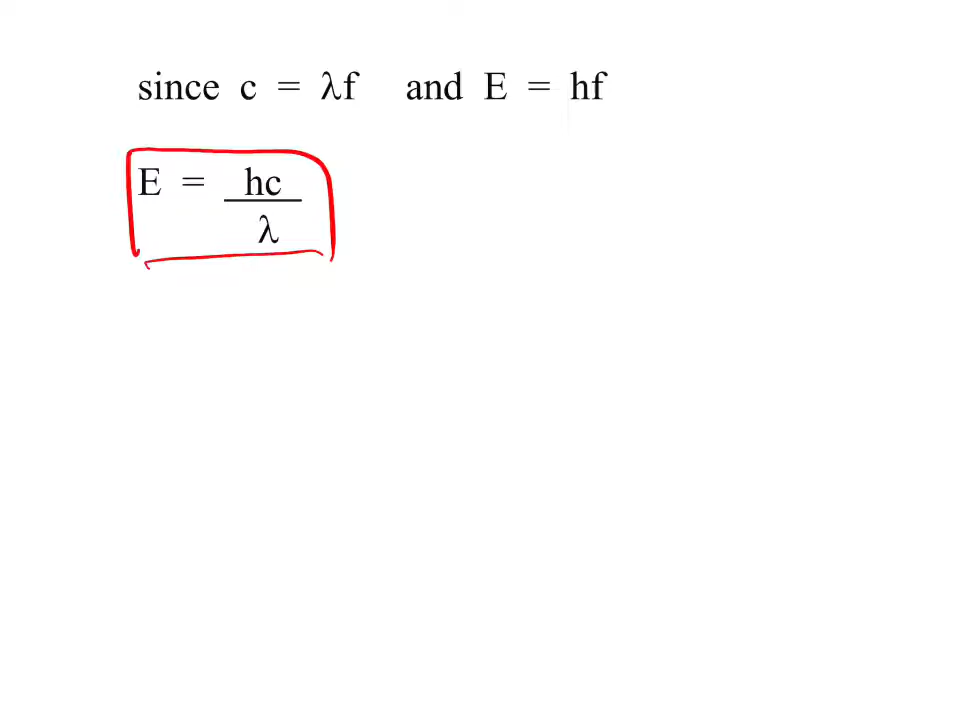 since c = λf and E = hf
E = hc
λ